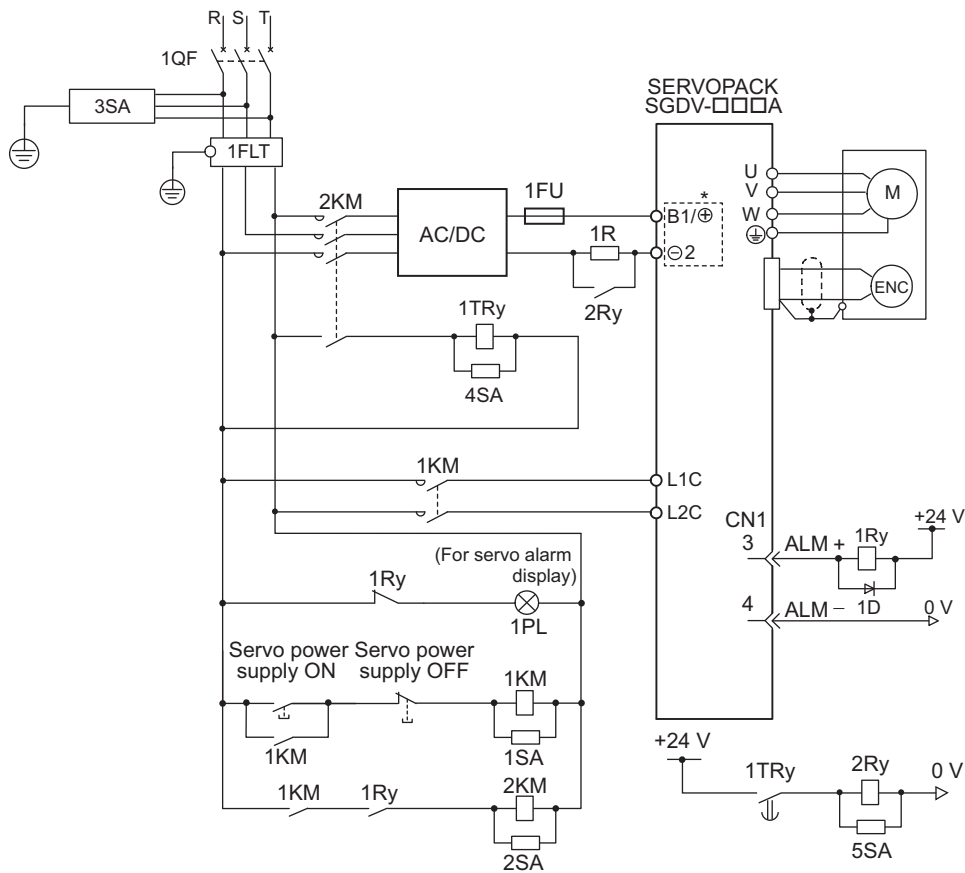 R S T
1QF
3SA
1FLT
SERVOPACK
SGDV-□□□A
2KM
AC/DC
1FU
*
B1/⊕
1R
⊖2
2Ry
U
V
W
M
ENC
1TRy
4SA
1KM
L1C
L2C
CN1
3
ALM +
1Ry
+24 V
1D
4
ALM −
0 V
(For servo alarm
display)
1Ry
1PL
Servo power
supply ON
Servo power
supply OFF
1KM
1KM
1SA
1KM
1Ry
2KM
2SA
+24 V
1TRy
2Ry
0 V
5SA